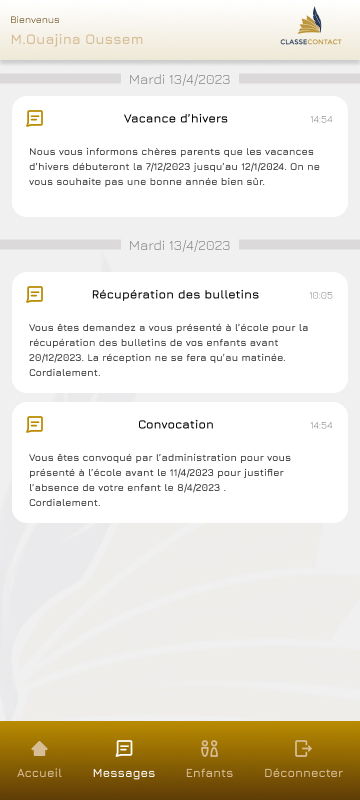 Bienvenus
M.Ouajina Oussem
CLASSECONTACT
Mardi 13/4/2023
Vacance d'hivers
14:54
Nous vous informons chères parents que les vacances
d'hivers débuteront la 7/12/2023 jusqu'au 12/1/2024. On ne
vous souhaite pas une bonne année bien sûr.
Mardi 13/4/2023
Récupération des bulletins
10:05
Vous êtes demandez a vous présenté à l'école pour la
récupération des bulletins de vos enfants avant
20/12/2023. La réception ne se fera qu'au matinée.
Cordialement.
Convocation
14:54
Vous êtes convoqué par l'administration pour vous
présenté à l'école avant le 11/4/2023 pour justifier
l'absence de votre enfant le 8/4/2023 .
Cordialement.
Accueil
Messages
Enfants
Déconnecter